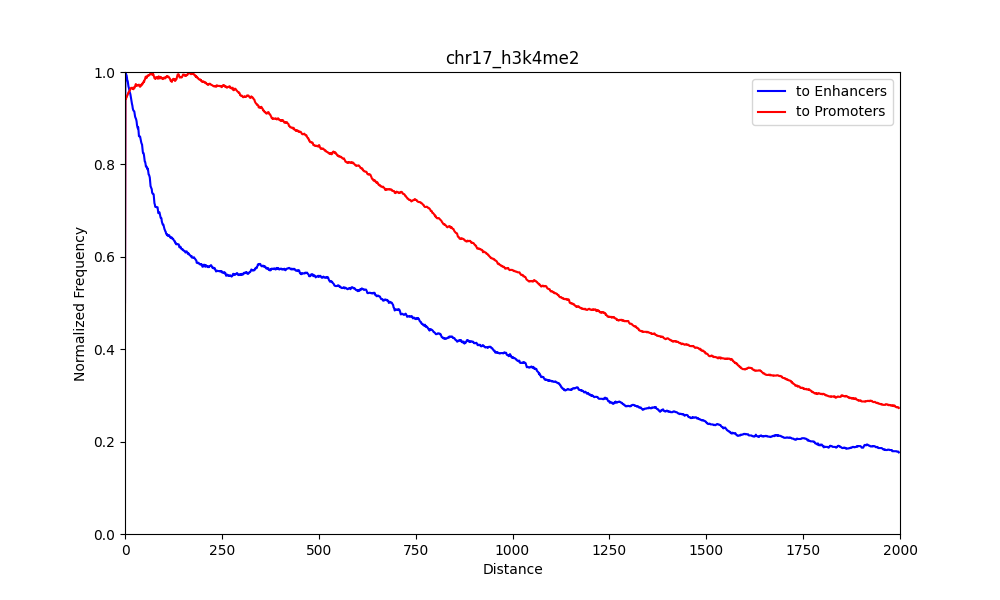 chr17_h3k4me2
to Enhancers
to Promoters
Normalized Frequency
1.0
0.8
0.6
0.4
0.2
0.0
0 250 500 750 1000 1250 1500 1750 2000
Distance